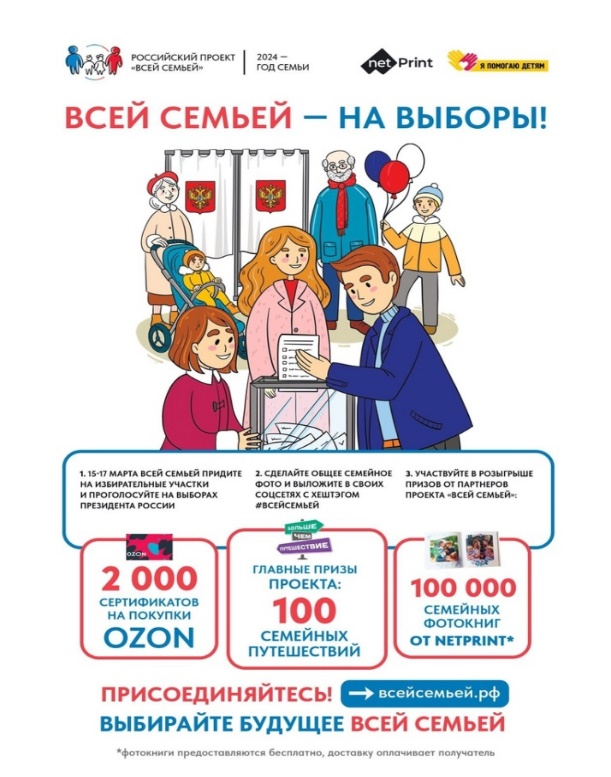 РОССИЙСКИЙ ПРОЕКТ
«ВСЕЙ СЕМЬЕЙ»
2024 —
ГОД СЕМЬИ
netPrint
Я ПОМОГАЮ ДЕТЯМ
ВСЕЙ СЕМЬЕЙ — НА ВЫБОРЫ!
1. 15-17 МАРТА ВСЕЙ СЕМЬЕЙ ПРИДИТЕ
НА ИЗБИРАТЕЛЬНЫЕ УЧАСТКИ
И ПРОГОЛОСУЙТЕ НА ВЫБОРАХ
ПРЕЗИДЕНТА РОССИИ
2. СДЕЛАЙТЕ ОБЩЕЕ СЕМЕЙНОЕ
ФОТО И ВЫЛОЖИТЕ В СВОИХ
СОЦСЕТЯХ С ХЕШТЭГОМ
#ВСЕЙСЕМЬЕЙ
3. УЧАСТВУЙТЕ В РОЗЫГРЫШЕ
ПРИЗОВ ОТ ПАРТНЕРОВ
ПРОЕКТА «ВСЕЙ СЕМЬЕЙ»:
OZON
2 000
СЕРТИФИКАТОВ
НА ПОКУПКИ
OZON
БОЛЬШЕ
ЧЕМ
ПУТЕШЕСТВИЕ
ГЛАВНЫЕ ПРИЗЫ
ПРОЕКТА:
100
СЕМЕЙНЫХ
ПУТЕШЕСТВИЙ
100 000
СЕМЕЙНЫХ
ФОТОКНИГ
ОТ NETPRINT*
ПРИСОЕДИНЯЙТЕСЬ! → всейсемьей.рф
ВЫБИРАЙТЕ БУДУЩЕЕ ВСЕЙ СЕМЬЕЙ
*фотокниги предоставляются бесплатно, доставку оплачивает получатель